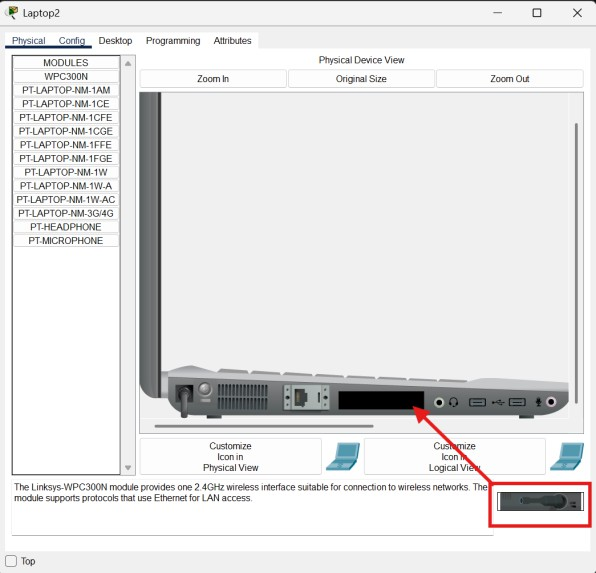 Laptop2
Physical Config Desktop Programming Attributes
MODULES
WPC300N
PT-LAPTOP-NM-1AM
PT-LAPTOP-NM-1CE
PT-LAPTOP-NM-1CFE
PT-LAPTOP-NM-1CGE
PT-LAPTOP-NM-1FFE
PT-LAPTOP-NM-1FGE
PT-LAPTOP-NM-1W
PT-LAPTOP-NM-1W-A
PT-LAPTOP-NM-1W-AC
PT-LAPTOP-NM-3G/4G
PT-HEADPHONE
PT-MICROPHONE
Physical Device View
Zoom In Original Size Zoom Out
Customize
Icon in
Physical View
Customize
Icon in
Logical View
The Linksys-WPC300N module provides one 2.4GHz wireless interface suitable for connection to wireless networks. The
module supports protocols that use Ethernet for LAN access.
Top